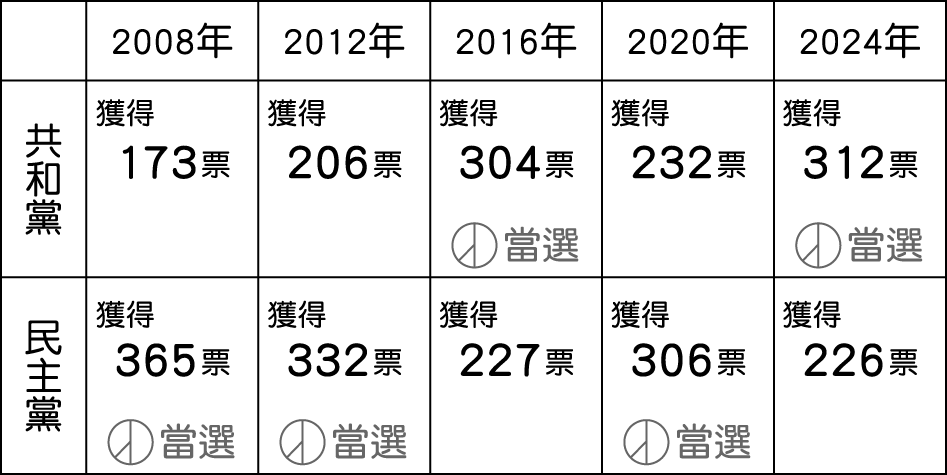 2008年 2012年 2016年 2020年 2024年
共和黨
獲得 獲得 獲得 獲得 獲得
173票 206票 304票 232票 312票
當選 當選
民主黨
獲得 獲得 獲得 獲得 獲得
365票 332票 227票 306票 226票
當選 當選 當選